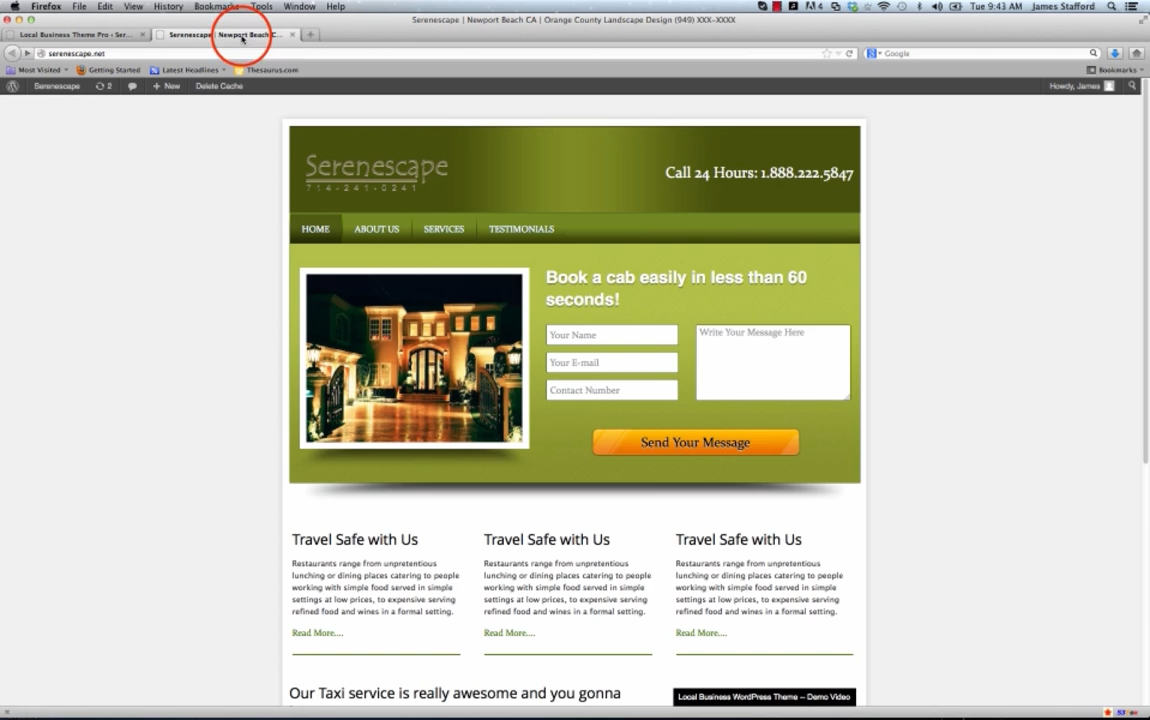 Firefox File Edit View History Bookmarks Tools Window Help
4 Tue 9:43 AM James Stafford
Serenescape | Newport Beach CA | Orange County Landscape Design (949) XXX-XXXX
Local Business Theme Pro ‹ Ser...
Serenescape | Newport Beach C...
serenescape.net
Google
Most Visited Getting Started Latest Headlines Thesaurus.com Bookmarks
Serenescape 2 + New Delete Cache Howdy, James
Serenescape
714-241-0241
Call 24 Hours: 1.888.222.5847
HOME ABOUT US SERVICES TESTIMONIALS
Book a cab easily in less than 60
seconds!
Your Name
Your E-mail
Contact Number
Write Your Message Here
Send Your Message
Travel Safe with Us
Restaurants range from unpretentious
lunching or dining places catering to people
working with simple food served in simple
settings at low prices, to expensive serving
refined food and wines in a formal setting.
Read More....
Travel Safe with Us
Restaurants range from unpretentious
lunching or dining places catering to people
working with simple food served in simple
settings at low prices, to expensive serving
refined food and wines in a formal setting.
Read More....
Travel Safe with Us
Restaurants range from unpretentious
lunching or dining places catering to people
working with simple food served in simple
settings at low prices, to expensive serving
refined food and wines in a formal setting.
Read More....
Our Taxi service is really awesome and you gonna
Local Business WordPress Theme – Demo Video